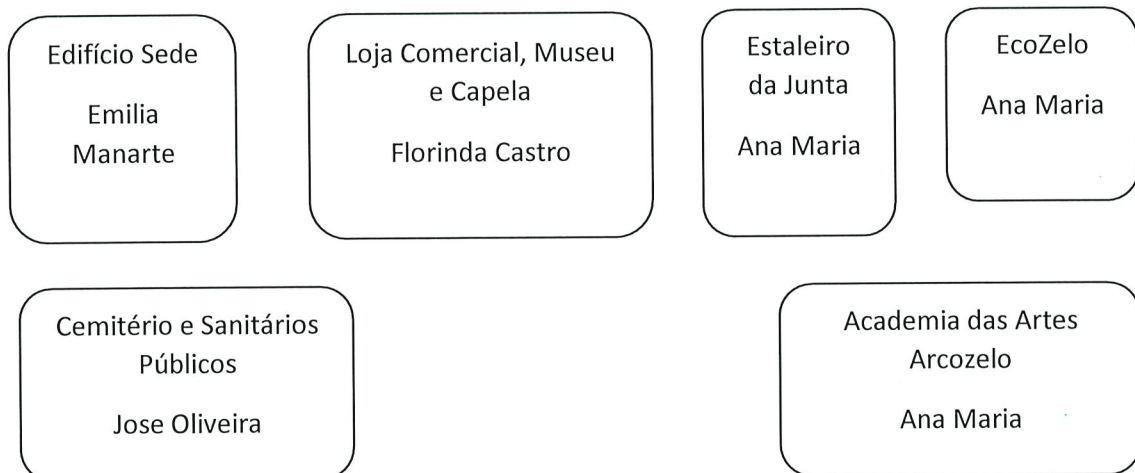 Edifício Sede
Emilia
Manarte
Loja Comercial, Museu
e Capela
Florinda Castro
Estaleiro
da Junta
Ana Maria
EcoZelo
Ana Maria
Cemitério e Sanitários
Públicos
Jose Oliveira
Academia das Artes
Arcozelo
Ana Maria